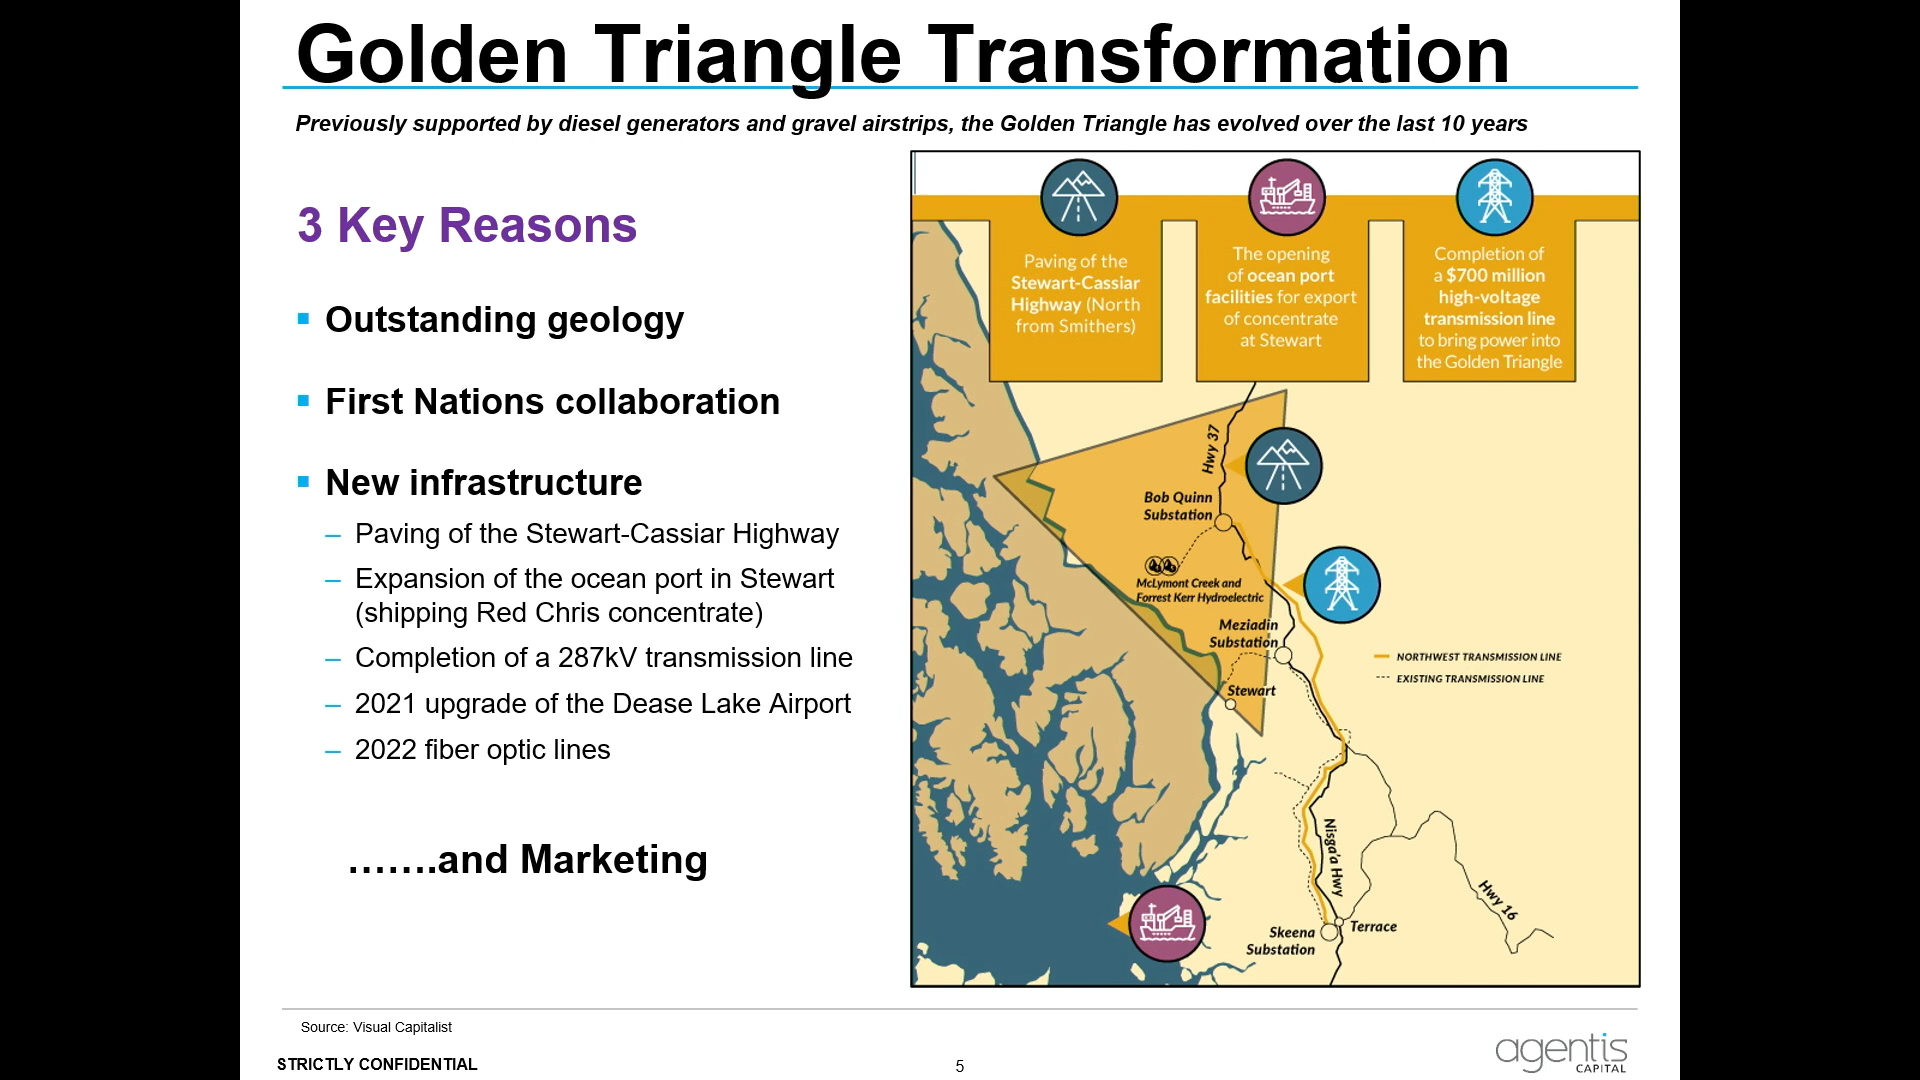 Golden Triangle Transformation
Previously supported by diesel generators and gravel airstrips, the Golden Triangle has evolved over the last 10 years
3 Key Reasons
Outstanding geology
First Nations collaboration
New infrastructure
– Paving of the Stewart-Cassiar Highway
– Expansion of the ocean port in Stewart
(shipping Red Chris concentrate)
– Completion of a 287kV transmission line
– 2021 upgrade of the Dease Lake Airport
– 2022 fiber optic lines
…….and Marketing
Paving of the
Stewart-Cassiar
Highway (North
from Smithers)
The opening
of ocean port
facilities for export
of concentrate
at Stewart
Completion of
a $700 million
high-voltage
transmission line
to bring power into
the Golden Triangle
Hwy 37
Bob Quinn
Substation
McLymont Creek and
Forrest Kerr Hydroelectric
Meziadin
Substation
Stewart
NORTHWEST TRANSMISSION LINE
EXISTING TRANSMISSION LINE
Nisga'a Hwy
Hwy 16
Terrace
Skeena
Substation
Source: Visual Capitalist
STRICTLY CONFIDENTIAL
5
agentis
CAPITAL